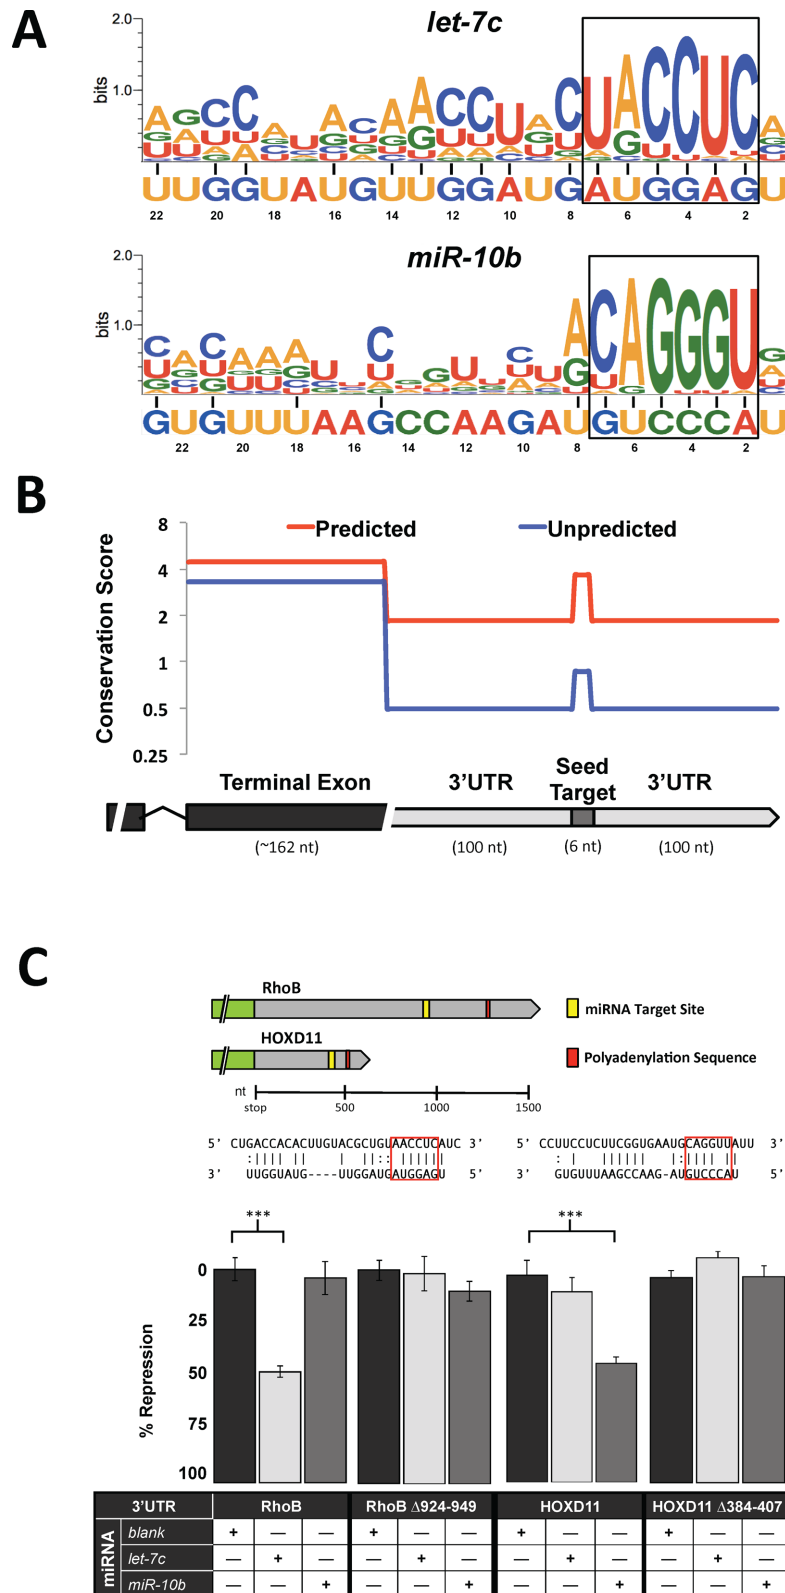 A
let-7c
2.0
bits
1.0
UACCUC
UUGGUAUGUUGGAUGAUGGAGU
22 20 18 16 14 12 10 8 6 4 2
miR-10b
2.0
bits
1.0
CAGGGU
GUGUUUAAGCCAAGAUGUCCCAU
22 20 18 16 14 12 10 8 6 4 2
B
Conservation Score
8
4
2
1
0.5
0.25
Predicted Unpredicted
Terminal Exon 3'UTR Seed Target 3'UTR
(~162 nt) (100 nt) (6 nt) (100 nt)
C
RhoB
miRNA Target Site
HOXD11
Polyadenylation Sequence
nt
stop 500 1000 1500
5' CUGACCACACUUGUACGCUGUAACCUCAUC 3' 5' CCUUCCUCUUCGGUGAAUGCAGGUUAUU 3'
3' UUGGUAUG----UUGGAUGAUGGAGU 5' 3' GUGUUUAAGCCAAG-AUGUCCCAU 5'
*** ***
% Repression
0
25
50
75
100
3'UTR RhoB RhoB Δ924-949 HOXD11 HOXD11 Δ384-407
miRNA
blank + — — + — — + — — + — —
let-7c — + — — + — — + — — + —
miR-10b — — + — — + — — + — — +